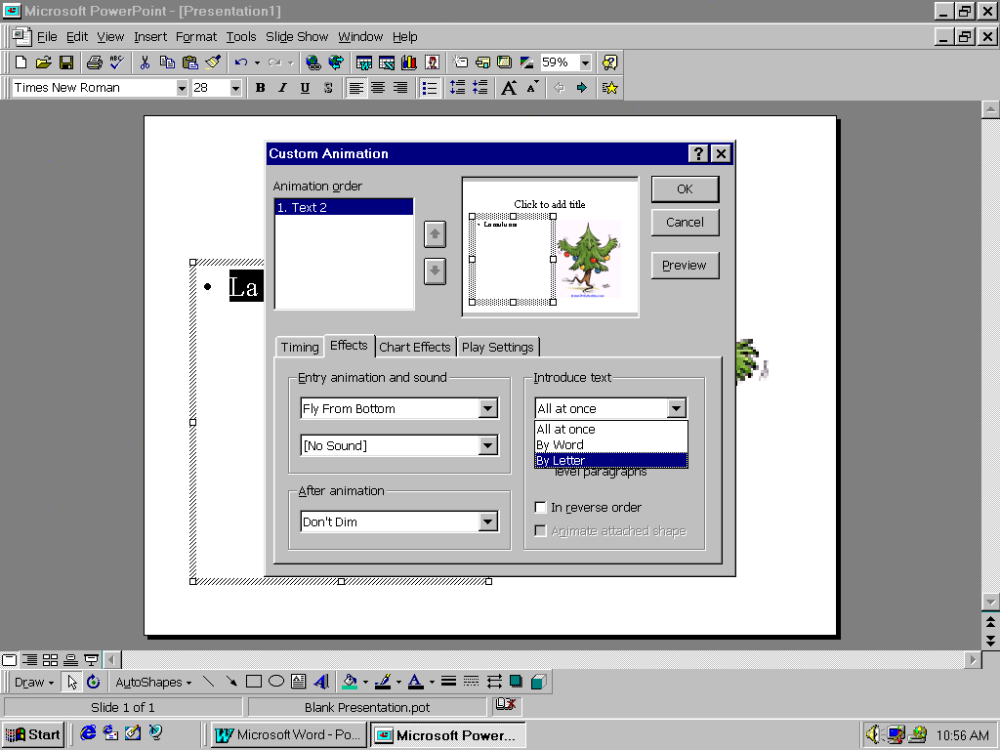 Microsoft PowerPoint - [Presentation1]
File Edit View Insert Format Tools Slide Show Window Help
ABC 59%
Times New Roman 28 B I U S A A
Custom Animation
Animation order
1. Text 2
Click to add title
OK
Cancel
Preview
• La
Timing Effects Chart Effects Play Settings
Entry animation and sound
Fly From Bottom
[No Sound]
After animation
Don't Dim
Introduce text
All at once
All at once
By Word
By Letter
level paragraphs
In reverse order
Animate attached shape
Draw AutoShapes A A
Slide 1 of 1 Blank Presentation.pot
Start Microsoft Word - Po... Microsoft Power... 10:56 AM